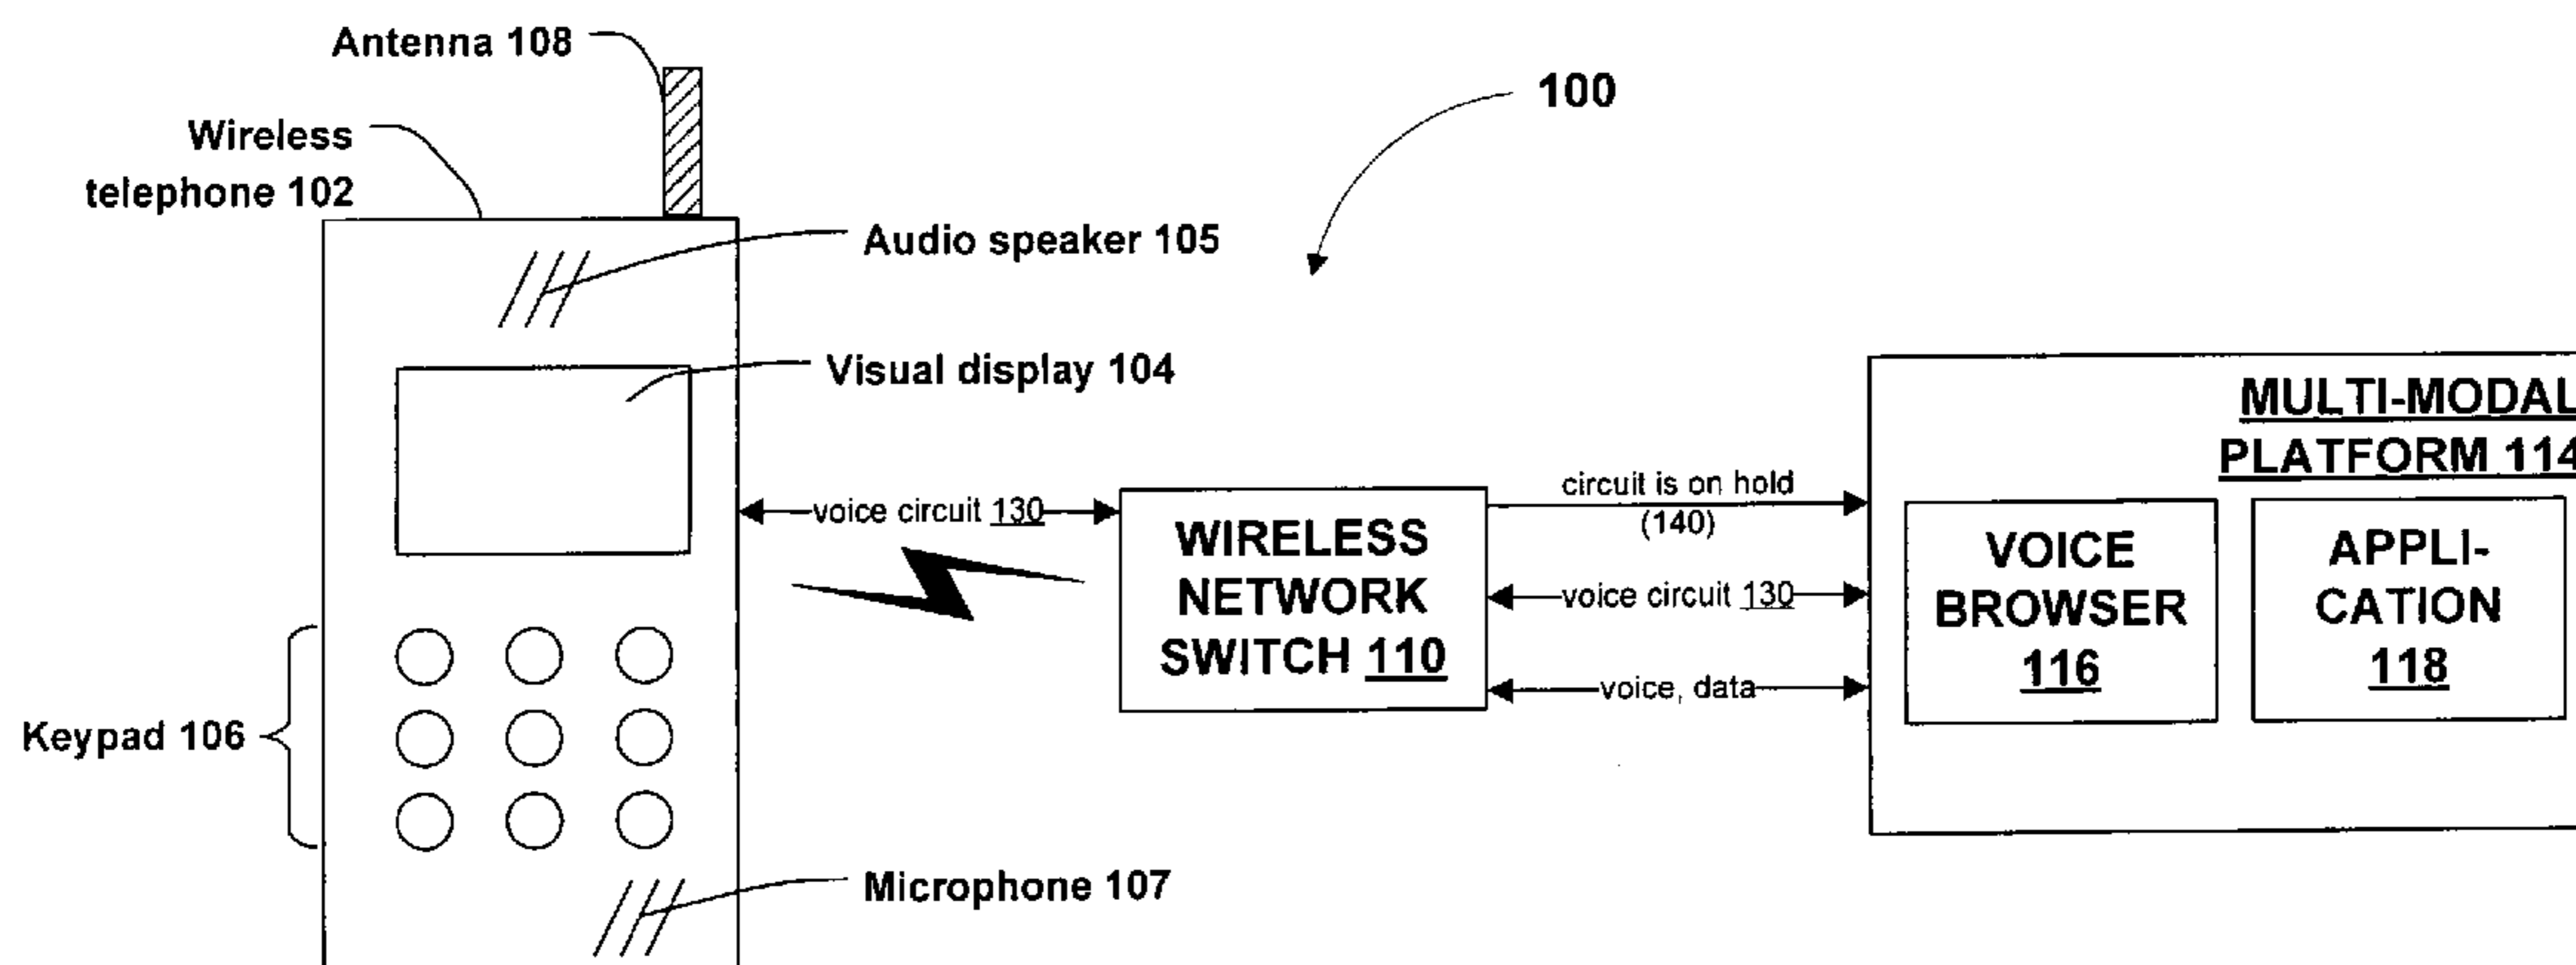 Antenna 108
100
Wireless
telephone 102
Audio speaker 105
Visual display 104
MULTI-MODAL
PLATFORM 114
circuit is on hold
(140)
voice circuit 130
WIRELESS
NETWORK
SWITCH 110
voice circuit 130
voice, data
VOICE
BROWSER
116
APPLI-
CATION
118
Keypad 106
Microphone 107